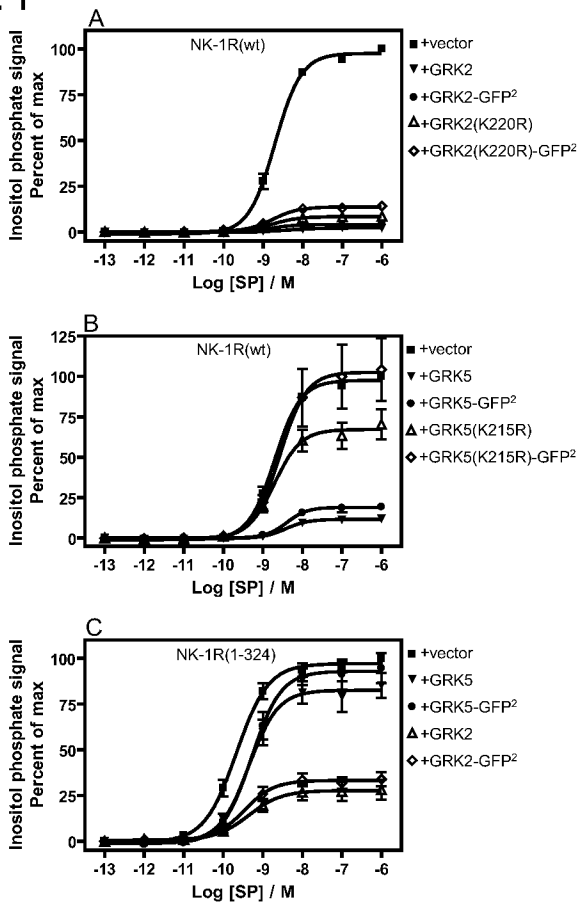 A
NK-1R(wt)
Inositol phosphate signal
Percent of max
100
75
50
25
0
-13 -12 -11 -10 -9 -8 -7 -6
Log [SP] / M
+vector
+GRK2
+GRK2-GFP²
+GRK2(K220R)
+GRK2(K220R)-GFP²
B
NK-1R(wt)
Inositol phosphate signal
Percent of max
125
100
75
50
25
0
-13 -12 -11 -10 -9 -8 -7 -6
Log [SP] / M
+vector
+GRK5
+GRK5-GFP²
+GRK5(K215R)
+GRK5(K215R)-GFP²
C
NK-1R(1-324)
Inositol phosphate signal
Percent of max
100
75
50
25
0
-13 -12 -11 -10 -9 -8 -7 -6
Log [SP] / M
+vector
+GRK5
+GRK5-GFP²
+GRK2
+GRK2-GFP²